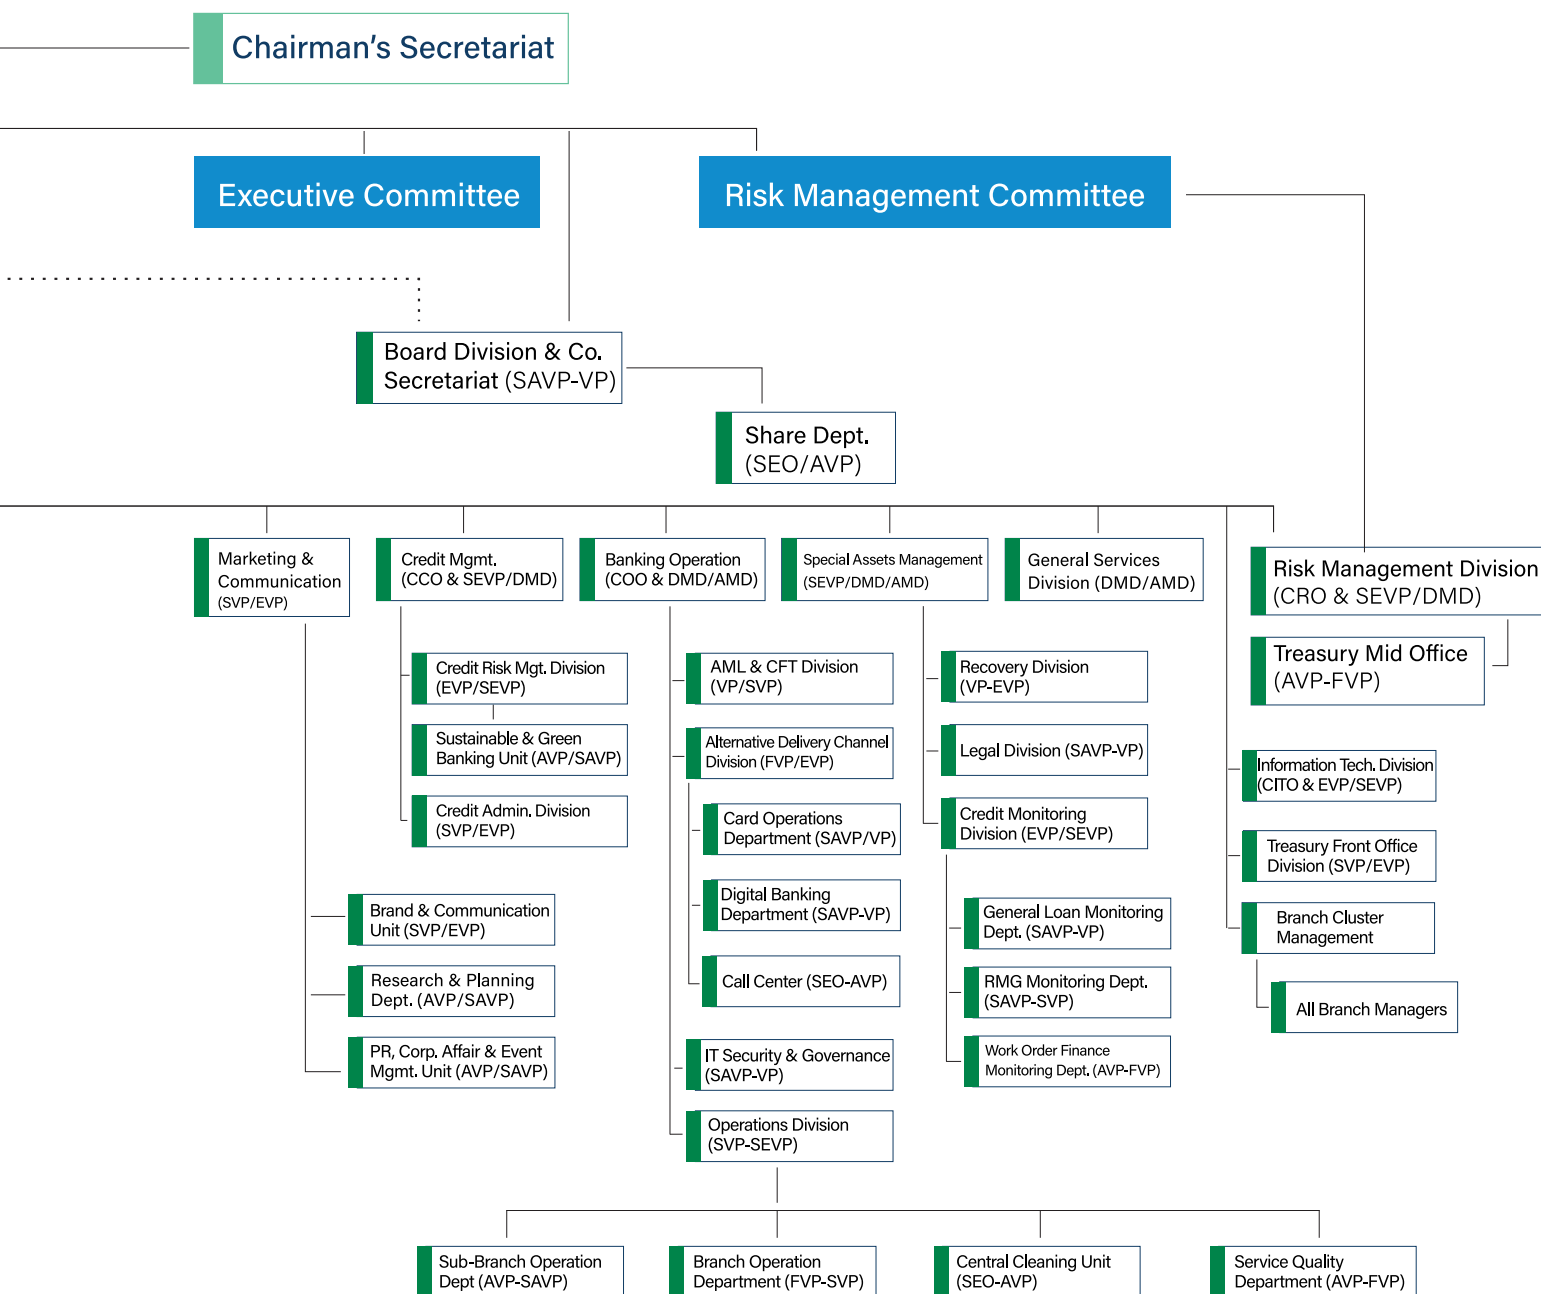 Chairman's Secretariat
Executive Committee
Risk Management Committee
Board Division & Co.
Secretariat (SAVP-VP)
Share Dept.
(SEO/AVP)
Marketing &
Communication
(SVP/EVP)
Credit Mgmt.
(CCO & SEVP/DMD)
Banking Operation
(COO & DMD/AMD)
Special Assets Management
(SEVP/DMD/AMD)
General Services
Division (DMD/AMD)
Risk Management Division
(CRO & SEVP/DMD)
Treasury Mid Office
(AVP-FVP)
Credit Risk Mgt. Division
(EVP/SEVP)
Sustainable & Green
Banking Unit (AVP/SAVP)
Credit Admin. Division
(SVP/EVP)
Brand & Communication
Unit (SVP/EVP)
Research & Planning
Dept. (AVP/SAVP)
PR, Corp. Affair & Event
Mgmt. Unit (AVP/SAVP)
AML & CFT Division
(VP/SVP)
Alternative Delivery Channel
Division (FVP/EVP)
Card Operations
Department (SAVP/VP)
Digital Banking
Department (SAVP-VP)
Call Center (SEO-AVP)
IT Security & Governance
(SAVP-VP)
Operations Division
(SVP-SEVP)
Recovery Division
(VP-EVP)
Legal Division (SAVP-VP)
Credit Monitoring
Division (EVP/SEVP)
General Loan Monitoring
Dept. (SAVP-VP)
RMG Monitoring Dept.
(SAVP-SVP)
Work Order Finance
Monitoring Dept. (AVP-FVP)
Information Tech. Division
(CITO & EVP/SEVP)
Treasury Front Office
Division (SVP/EVP)
Branch Cluster
Management
All Branch Managers
Sub-Branch Operation
Dept (AVP-SAVP)
Branch Operation
Department (FVP-SVP)
Central Cleaning Unit
(SEO-AVP)
Service Quality
Department (AVP-FVP)